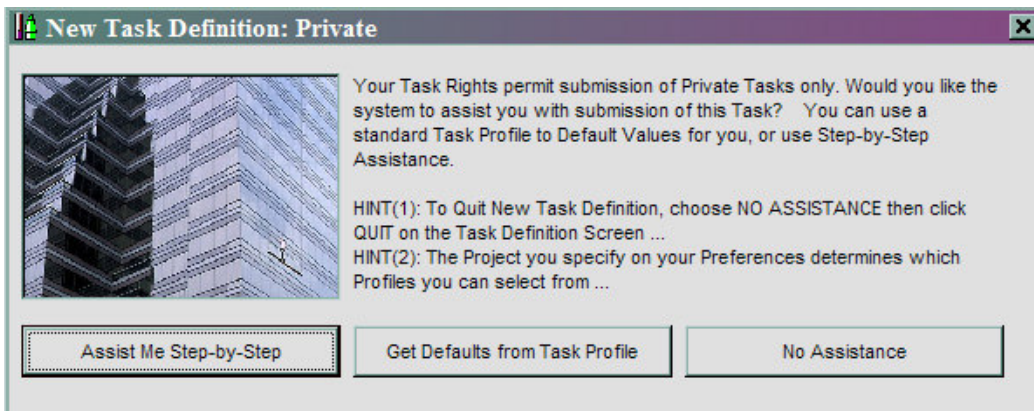 New Task Definition: Private
Your Task Rights permit submission of Private Tasks only. Would you like the
system to assist you with submission of this Task? You can use a
standard Task Profile to Default Values for you, or use Step-by-Step
Assistance.
HINT(1): To Quit New Task Definition, choose NO ASSISTANCE then click
QUIT on the Task Definition Screen ...
HINT(2): The Project you specify on your Preferences determines which
Profiles you can select from ...
Assist Me Step-by-Step
Get Defaults from Task Profile
No Assistance